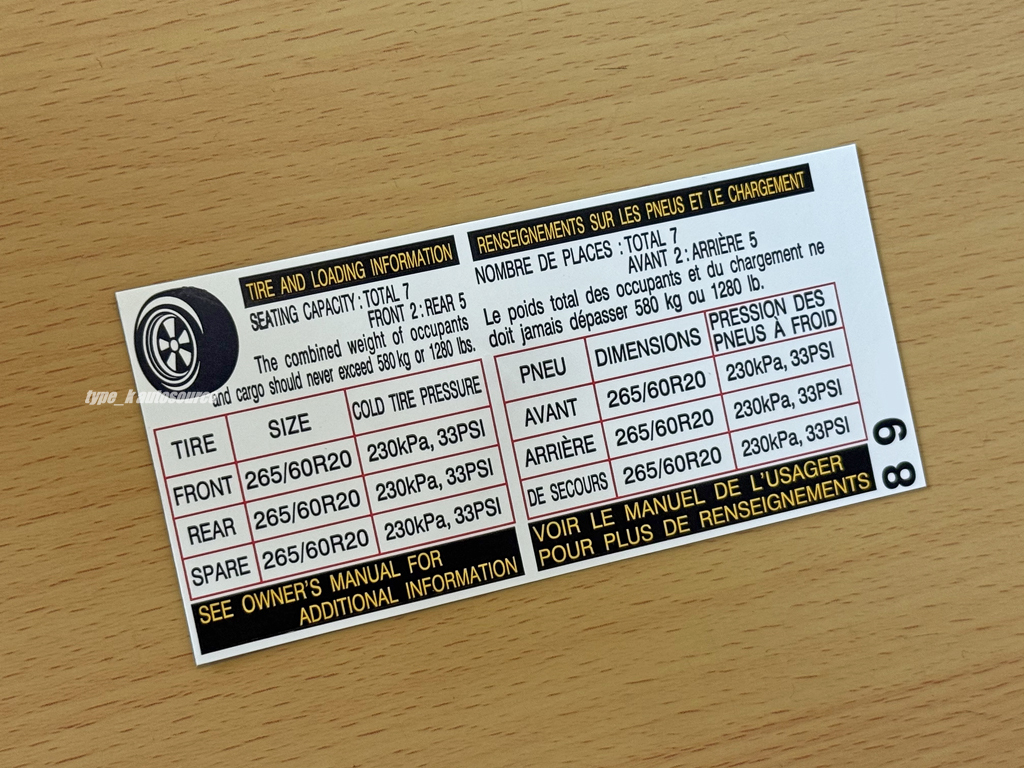 TIRE AND LOADING INFORMATION
SEATING CAPACITY : TOTAL 7
FRONT 2 : REAR 5
The combined weight of occupants
and cargo should never exceed 580 kg or 1280 lbs.
TIRE SIZE COLD TIRE PRESSURE
FRONT 265/60R20 230kPa, 33PSI
REAR 265/60R20 230kPa, 33PSI
SPARE 265/60R20 230kPa, 33PSI
SEE OWNER'S MANUAL FOR
ADDITIONAL INFORMATION
RENSEIGNEMENTS SUR LES PNEUS ET LE CHARGEMENT
NOMBRE DE PLACES : TOTAL 7
AVANT 2 : ARRIÈRE 5
Le poids total des occupants et du chargement ne
doit jamais dépasser 580 kg ou 1280 lb.
PNEU DIMENSIONS PRESSION DES
PNEUS À FROID
AVANT 265/60R20 230kPa, 33PSI
ARRIÈRE 265/60R20 230kPa, 33PSI
DE SECOURS 265/60R20 230kPa, 33PSI
VOIR LE MANUEL DE L'USAGER
POUR PLUS DE RENSEIGNEMENTS
89
type_kautosource